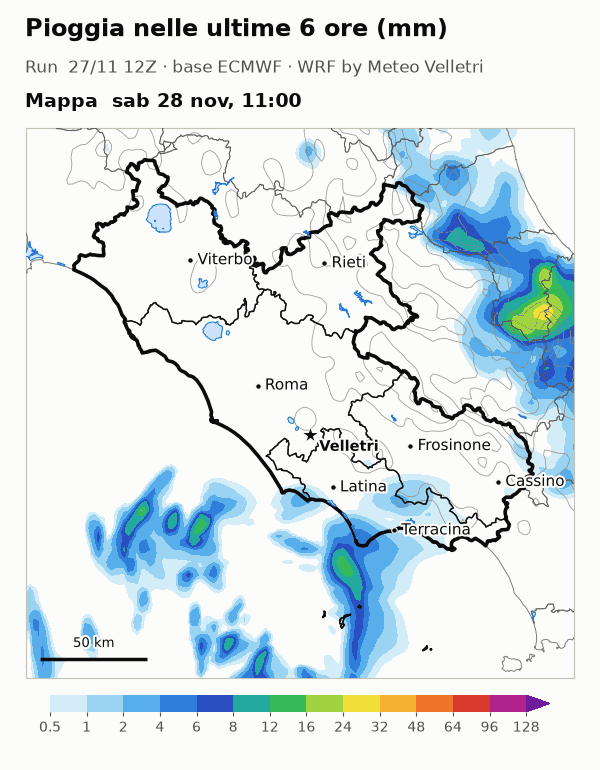 Pioggia nelle ultime 6 ore (mm)
Run  27/11 12Z · base ECMWF · WRF by Meteo Velletri
Mappa  sab 28 nov, 11:00
Viterbo
Rieti
Roma
Velletri
Frosinone
Latina
Cassino
Terracina
50 km
0.5 1 2 4 6 8 12 16 24 32 48 64 96 128